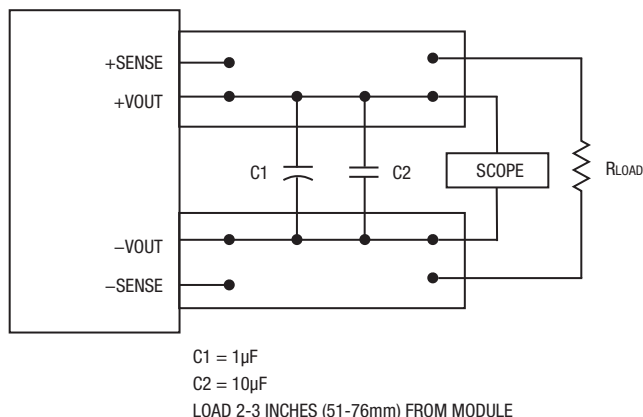 +SENSE
+VOUT
C1
C2
SCOPE
RLOAD
−VOUT
−SENSE
C1 = 1µF
C2 = 10µF
LOAD 2-3 INCHES (51-76mm) FROM MODULE